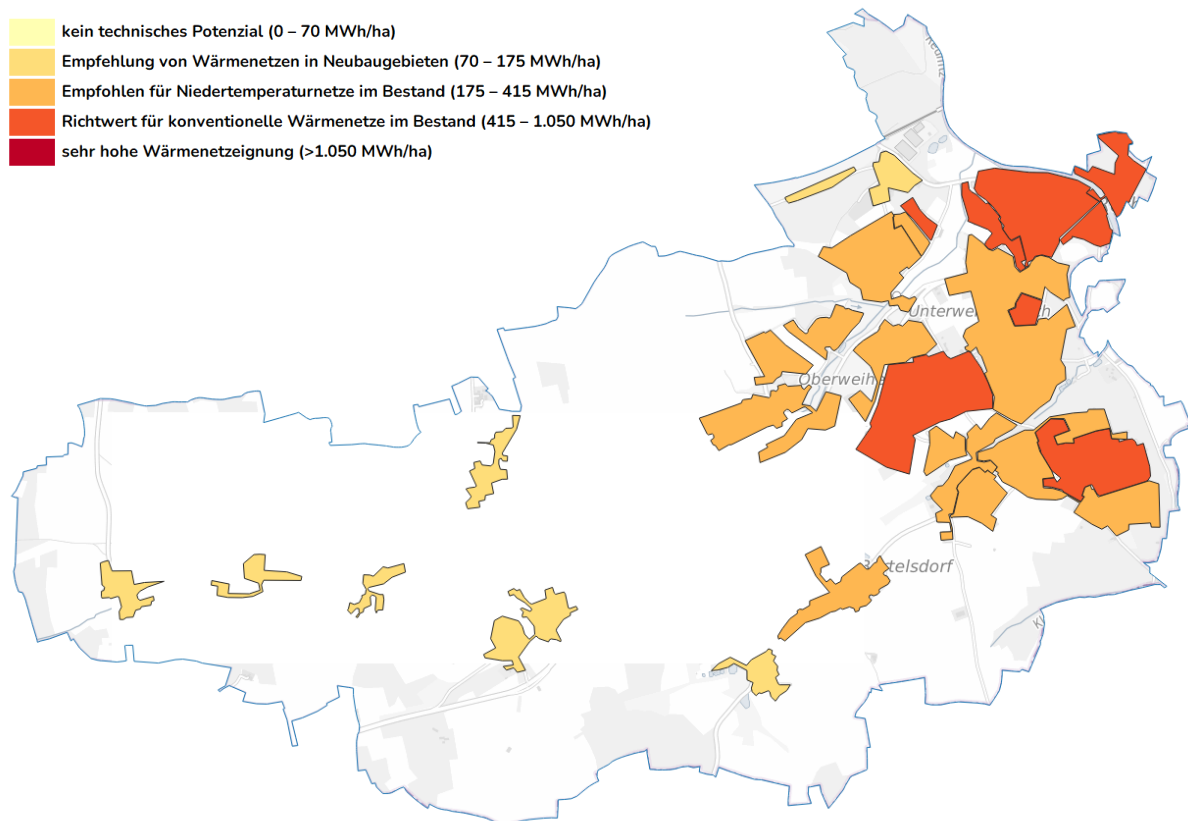 kein technisches Potenzial (0 – 70 MWh/ha)
Empfehlung von Wärmenetzen in Neubaugebieten (70 – 175 MWh/ha)
Empfohlen für Niedertemperaturnetze im Bestand (175 – 415 MWh/ha)
Richtwert für konventionelle Wärmenetze im Bestand (415 – 1.050 MWh/ha)
sehr hohe Wärmenetzeignung (>1.050 MWh/ha)